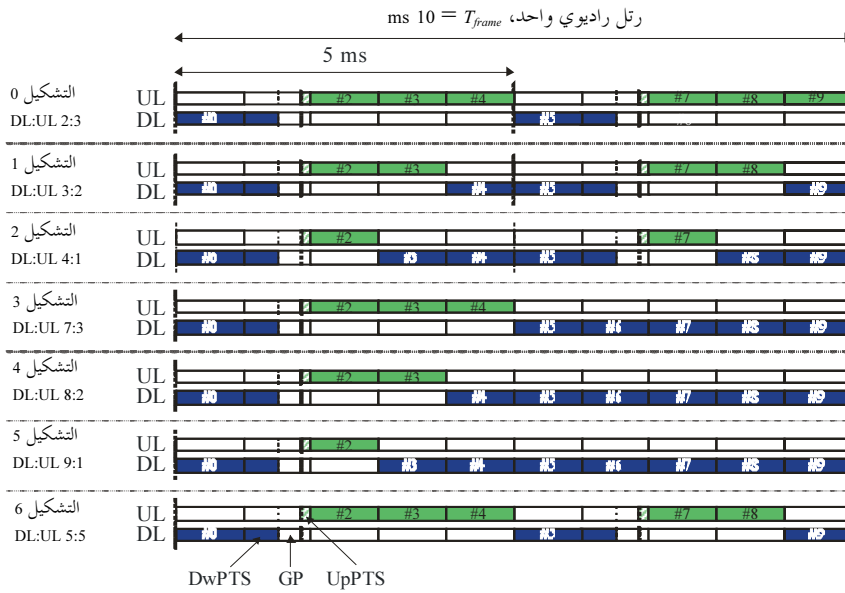 رتل راديوي واحد، ms 10 = Tframe
5 ms
التشكيل 0
DL:UL 2:3
UL #2 #3 #4 #7 #8 #9
DL #0 #5
التشكيل 1
DL:UL 3:2
UL #2 #3 #7 #8
DL #0 #4 #5 #9
التشكيل 2
DL:UL 4:1
UL #2 #7
DL #0 #3 #4 #5 #8 #9
التشكيل 3
DL:UL 7:3
UL #2 #3 #4
DL #0 #5 #6 #7 #8 #9
التشكيل 4
DL:UL 8:2
UL #2 #3
DL #0 #4 #5 #6 #7 #8 #9
التشكيل 5
DL:UL 9:1
UL #2
DL #0 #3 #4 #5 #6 #7 #8 #9
التشكيل 6
DL:UL 5:5
UL #2 #3 #4 #7 #8
DL #0 #5 #9
DwPTS GP UpPTS